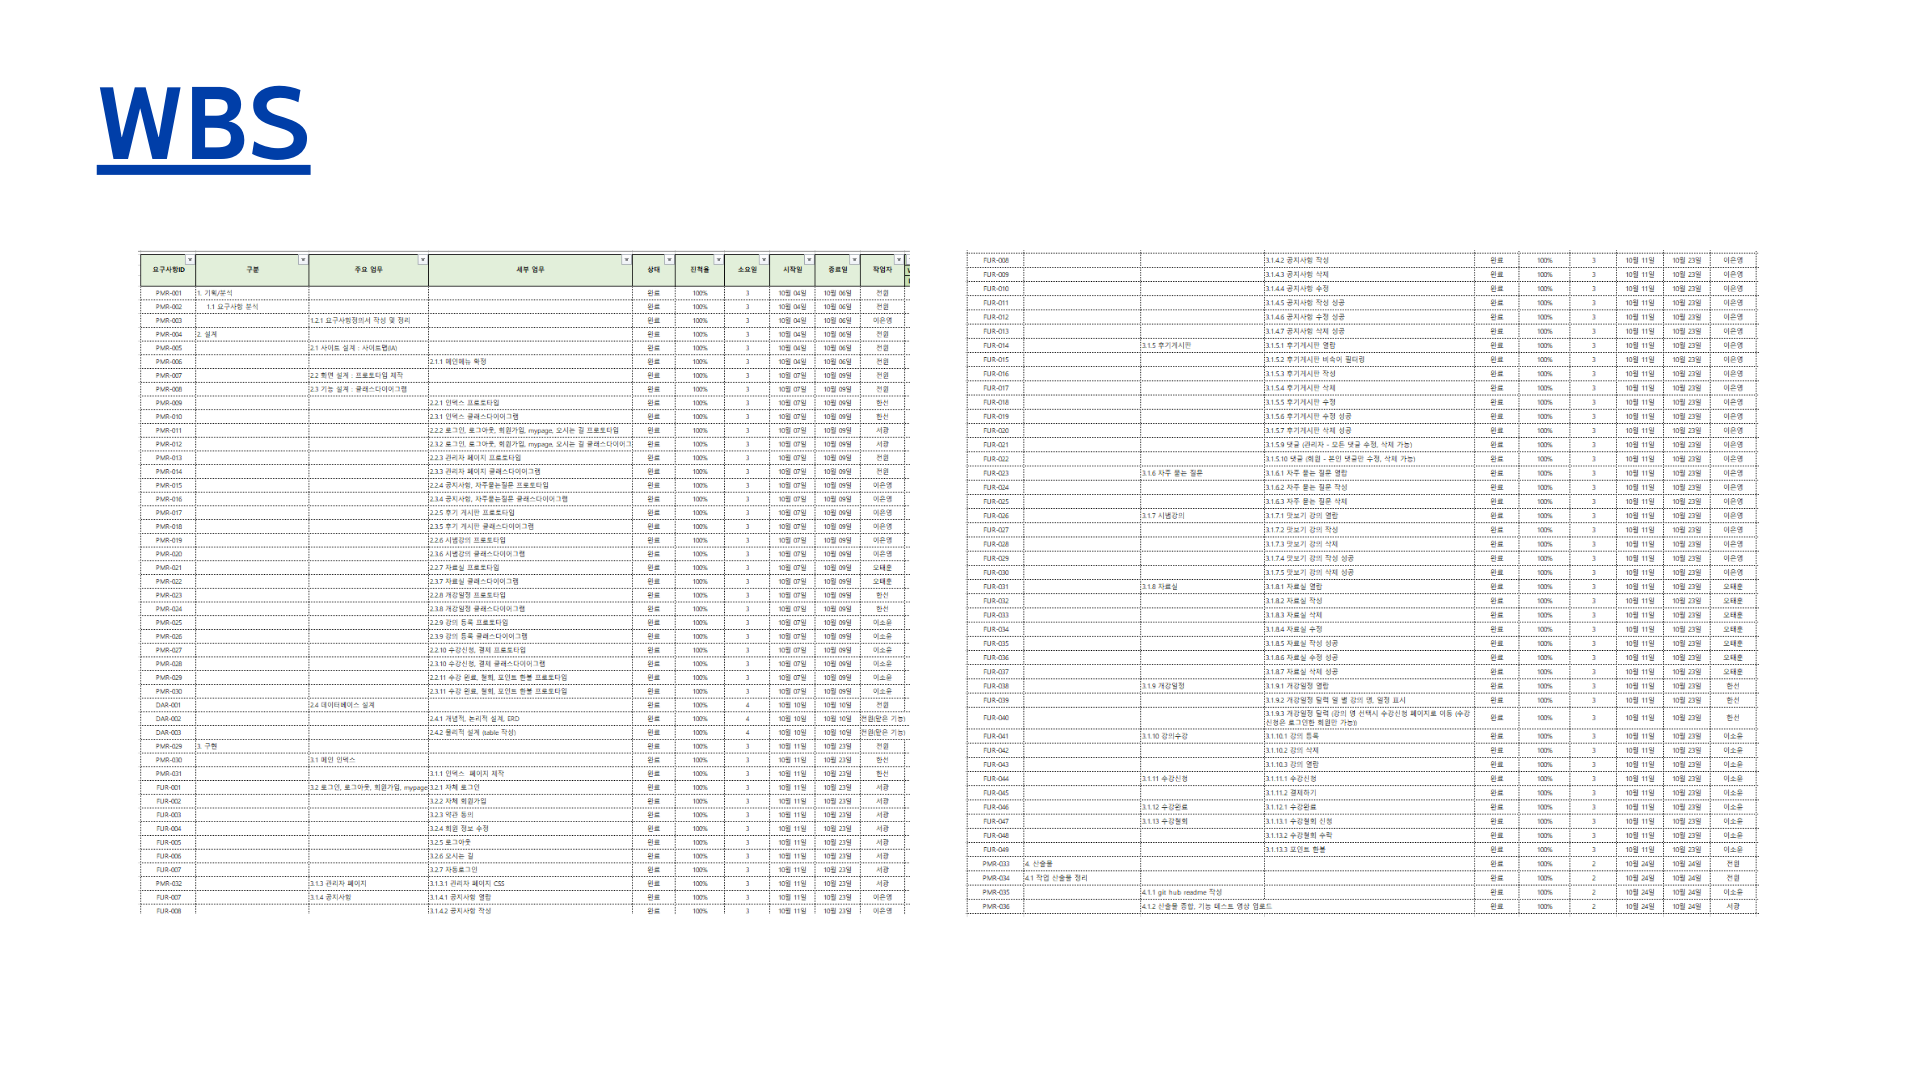 WBS
요구사항ID 구분 주요 업무 세부 업무 상태 진척율 소요일 시작일 종료일 작업자
PMR-001 1. 기획/분석 완료 100% 3 10월 04일 10월 06일 전원
PMR-002 1.1 요구사항 분석 완료 100% 3 10월 04일 10월 06일 전원
PMR-003 1.2.1 요구사항정의서 작성 및 정리 완료 100% 3 10월 04일 10월 06일 이은영
PMR-004 2. 설계 완료 100% 3 10월 04일 10월 06일 전원
PMR-005 2.1 사이트 설계 : 사이트맵(IA) 완료 100% 3 10월 04일 10월 06일 전원
PMR-006 2.1.1 메인메뉴 확정 완료 100% 3 10월 04일 10월 06일 전원
PMR-007 2.2 화면 설계 : 프로토타입 제작 완료 100% 3 10월 07일 10월 09일 전원
PMR-008 2.3 기능 설계 : 클래스다이어그램 완료 100% 3 10월 07일 10월 09일 전원
PMR-009 2.2.1 인덱스 프로토타입 완료 100% 3 10월 07일 10월 09일 한선
PMR-010 2.3.1 인덱스 클래스다이어그램 완료 100% 3 10월 07일 10월 09일 한선
PMR-011 2.2.2 로그인, 로그아웃, 회원가입, mypage, 오시는 길 프로토타입 완료 100% 3 10월 07일 10월 09일 서광
PMR-012 2.3.2 로그인, 로그아웃, 회원가입, mypage, 오시는 길 클래스다이어그 완료 100% 3 10월 07일 10월 09일 서광
PMR-013 2.2.3 관리자 페이지 프로토타입 완료 100% 3 10월 07일 10월 09일 전원
PMR-014 2.3.3 관리자 페이지 클래스다이어그램 완료 100% 3 10월 07일 10월 09일 전원
PMR-015 2.2.4 공지사항, 자주묻는질문 프로토타입 완료 100% 3 10월 07일 10월 09일 이은영
PMR-016 2.3.4 공지사항, 자주묻는질문 클래스다이어그램 완료 100% 3 10월 07일 10월 09일 이은영
PMR-017 2.2.5 후기 게시판 프로토타입 완료 100% 3 10월 07일 10월 09일 이은영
PMR-018 2.3.5 후기 게시판 클래스다이어그램 완료 100% 3 10월 07일 10월 09일 이은영
PMR-019 2.2.6 시범강의 프로토타입 완료 100% 3 10월 07일 10월 09일 이은영
PMR-020 2.3.6 시범강의 클래스다이어그램 완료 100% 3 10월 07일 10월 09일 이은영
PMR-021 2.2.7 자료실 프로토타입 완료 100% 3 10월 07일 10월 09일 오태훈
PMR-022 2.3.7 자료실 클래스다이어그램 완료 100% 3 10월 07일 10월 09일 오태훈
PMR-023 2.2.8 개강일정 프로토타입 완료 100% 3 10월 07일 10월 09일 한선
PMR-024 2.3.8 개강일정 클래스다이어그램 완료 100% 3 10월 07일 10월 09일 한선
PMR-025 2.2.9 강의 등록 프로토타입 완료 100% 3 10월 07일 10월 09일 이소윤
PMR-026 2.3.9 강의 등록 클래스다이어그램 완료 100% 3 10월 07일 10월 09일 이소윤
PMR-027 2.2.10 수강신청, 결제 프로토타입 완료 100% 3 10월 07일 10월 09일 이소윤
PMR-028 2.3.10 수강신청, 결제 클래스다이어그램 완료 100% 3 10월 07일 10월 09일 이소윤
PMR-029 2.2.11 수강 완료, 철회, 포인트 환불 프로토타입 완료 100% 3 10월 07일 10월 09일 이소윤
PMR-030 2.3.11 수강 완료, 철회, 포인트 환불 프로토타입 완료 100% 3 10월 07일 10월 09일 이소윤
DAR-001 2.4 데이터베이스 설계 완료 100% 4 10월 10일 10월 10일 전원
DAR-002 2.4.1 개념적, 논리적 설계, ERD 완료 100% 4 10월 10일 10월 10일 전원(맡은 기능)
DAR-003 2.4.2 물리적 설계 (table 작성) 완료 100% 4 10월 10일 10월 10일 전원(맡은 기능)
PMR-029 3. 구현 완료 100% 3 10월 11일 10월 23일 전원
PMR-030 3.1 메인 인덱스 완료 100% 3 10월 11일 10월 23일 한선
PMR-031 3.1.1 인덱스 페이지 제작 완료 100% 3 10월 11일 10월 23일 한선
FUR-001 3.2 로그인, 로그아웃, 회원가입, mypage 3.2.1 자체 로그인 완료 100% 3 10월 11일 10월 23일 서광
FUR-002 3.2.2 자체 회원가입 완료 100% 3 10월 11일 10월 23일 서광
FUR-003 3.2.3 약관 동의 완료 100% 3 10월 11일 10월 23일 서광
FUR-004 3.2.4 회원 정보 수정 완료 100% 3 10월 11일 10월 23일 서광
FUR-005 3.2.5 로그아웃 완료 100% 3 10월 11일 10월 23일 서광
FUR-006 3.2.6 오시는 길 완료 100% 3 10월 11일 10월 23일 서광
FUR-007 3.2.7 자동로그인 완료 100% 3 10월 11일 10월 23일 서광
PMR-032 3.1.3 관리자 페이지 3.1.3.1 관리자 페이지 CSS 완료 100% 3 10월 11일 10월 23일 서광
FUR-007 3.1.4 공지사항 3.1.4.1 공지사항 열람 완료 100% 3 10월 11일 10월 23일 이은영
FUR-008 3.1.4.2 공지사항 작성 완료 100% 3 10월 11일 10월 23일 이은영
FUR-008 3.1.4.2 공지사항 작성 완료 100% 3 10월 11일 10월 23일 이은영
FUR-009 3.1.4.3 공지사항 삭제 완료 100% 3 10월 11일 10월 23일 이은영
FUR-010 3.1.4.4 공지사항 수정 완료 100% 3 10월 11일 10월 23일 이은영
FUR-011 3.1.4.5 공지사항 작성 성공 완료 100% 3 10월 11일 10월 23일 이은영
FUR-012 3.1.4.6 공지사항 수정 성공 완료 100% 3 10월 11일 10월 23일 이은영
FUR-013 3.1.4.7 공지사항 삭제 성공 완료 100% 3 10월 11일 10월 23일 이은영
FUR-014 3.1.5 후기게시판 3.1.5.1 후기게시판 열람 완료 100% 3 10월 11일 10월 23일 이은영
FUR-015 3.1.5.2 후기게시판 비속어 필터링 완료 100% 3 10월 11일 10월 23일 이은영
FUR-016 3.1.5.3 후기게시판 작성 완료 100% 3 10월 11일 10월 23일 이은영
FUR-017 3.1.5.4 후기게시판 삭제 완료 100% 3 10월 11일 10월 23일 이은영
FUR-018 3.1.5.5 후기게시판 수정 완료 100% 3 10월 11일 10월 23일 이은영
FUR-019 3.1.5.6 후기게시판 수정 성공 완료 100% 3 10월 11일 10월 23일 이은영
FUR-020 3.1.5.7 후기게시판 삭제 성공 완료 100% 3 10월 11일 10월 23일 이은영
FUR-021 3.1.5.9 댓글 (관리자 - 모든 댓글 수정, 삭제 가능) 완료 100% 3 10월 11일 10월 23일 이은영
FUR-022 3.1.5.10 댓글 (회원 - 본인 댓글만 수정, 삭제 가능) 완료 100% 3 10월 11일 10월 23일 이은영
FUR-023 3.1.6 자주 묻는 질문 3.1.6.1 자주 묻는 질문 열람 완료 100% 3 10월 11일 10월 23일 이은영
FUR-024 3.1.6.2 자주 묻는 질문 작성 완료 100% 3 10월 11일 10월 23일 이은영
FUR-025 3.1.6.3 자주 묻는 질문 삭제 완료 100% 3 10월 11일 10월 23일 이은영
FUR-026 3.1.7 시범강의 3.1.7.1 맛보기 강의 열람 완료 100% 3 10월 11일 10월 23일 이은영
FUR-027 3.1.7.2 맛보기 강의 작성 완료 100% 3 10월 11일 10월 23일 이은영
FUR-028 3.1.7.3 맛보기 강의 삭제 완료 100% 3 10월 11일 10월 23일 이은영
FUR-029 3.1.7.4 맛보기 강의 작성 성공 완료 100% 3 10월 11일 10월 23일 이은영
FUR-030 3.1.7.5 맛보기 강의 삭제 성공 완료 100% 3 10월 11일 10월 23일 이은영
FUR-031 3.1.8 자료실 3.1.8.1 자료실 열람 완료 100% 3 10월 11일 10월 23일 오태훈
FUR-032 3.1.8.2 자료실 작성 완료 100% 3 10월 11일 10월 23일 오태훈
FUR-033 3.1.8.3 자료실 삭제 완료 100% 3 10월 11일 10월 23일 오태훈
FUR-034 3.1.8.4 자료실 수정 완료 100% 3 10월 11일 10월 23일 오태훈
FUR-035 3.1.8.5 자료실 작성 성공 완료 100% 3 10월 11일 10월 23일 오태훈
FUR-036 3.1.8.6 자료실 수정 성공 완료 100% 3 10월 11일 10월 23일 오태훈
FUR-037 3.1.8.7 자료실 삭제 성공 완료 100% 3 10월 11일 10월 23일 오태훈
FUR-038 3.1.9 개강일정 3.1.9.1 개강일정 열람 완료 100% 3 10월 11일 10월 23일 한선
FUR-039 3.1.9.2 개강일정 달력 일 별 강의 명, 일정 표시 완료 100% 3 10월 11일 10월 23일 한선
FUR-040 3.1.9.3 개강일정 달력 (강의 명 선택시 수강신청 페이지로 이동 (수강 완료 100% 3 10월 11일 10월 23일 한선
신청은 로그인한 회원만 가능))
FUR-041 3.1.10 강의수강 3.1.10.1 강의 등록 완료 100% 3 10월 11일 10월 23일 이소윤
FUR-042 3.1.10.2 강의 삭제 완료 100% 3 10월 11일 10월 23일 이소윤
FUR-043 3.1.10.3 강의 열람 완료 100% 3 10월 11일 10월 23일 이소윤
FUR-044 3.1.11 수강신청 3.1.11.1 수강신청 완료 100% 3 10월 11일 10월 23일 이소윤
FUR-045 3.1.11.2 결제하기 완료 100% 3 10월 11일 10월 23일 이소윤
FUR-046 3.1.12 수강완료 3.1.12.1 수강완료 완료 100% 3 10월 11일 10월 23일 이소윤
FUR-047 3.1.13 수강철회 3.1.13.1 수강철회 신청 완료 100% 3 10월 11일 10월 23일 이소윤
FUR-048 3.1.13.2 수강철회 수락 완료 100% 3 10월 11일 10월 23일 이소윤
FUR-049 3.1.13.3 포인트 환불 완료 100% 3 10월 11일 10월 23일 이소윤
PMR-033 4. 산출물 완료 100% 2 10월 24일 10월 24일 전원
PMR-034 4.1 작업 산출물 정리 완료 100% 2 10월 24일 10월 24일 전원
PMR-035 4.1.1 git hub readme 작성 완료 100% 2 10월 24일 10월 24일 이소윤
PMR-036 4.1.2 산출물 종합, 기능 테스트 영상 업로드 완료 100% 2 10월 24일 10월 24일 서광